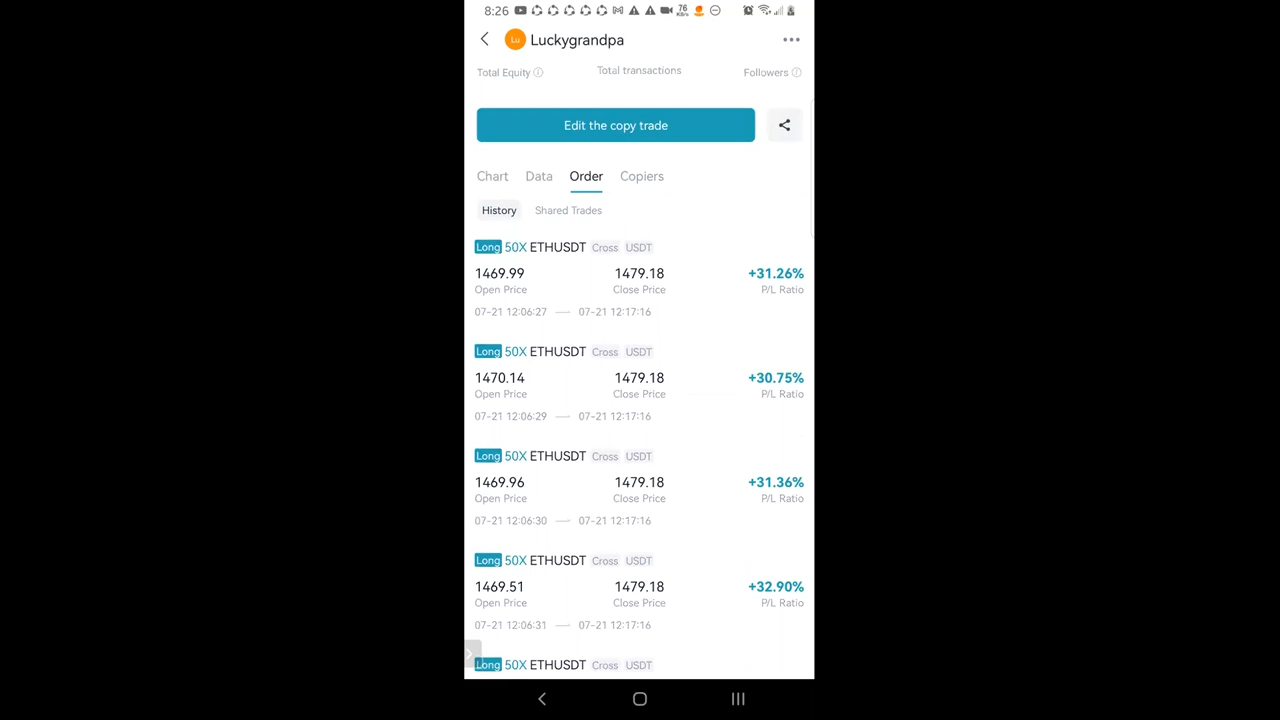 8:26 76 KB/s
Lu Luckygrandpa
Total Equity Total transactions Followers
Edit the copy trade
Chart Data Order Copiers
History Shared Trades
Long 50X ETHUSDT Cross USDT
1469.99 1479.18 +31.26%
Open Price Close Price P/L Ratio
07-21 12:06:27 — 07-21 12:17:16
Long 50X ETHUSDT Cross USDT
1470.14 1479.18 +30.75%
Open Price Close Price P/L Ratio
07-21 12:06:29 — 07-21 12:17:16
Long 50X ETHUSDT Cross USDT
1469.96 1479.18 +31.36%
Open Price Close Price P/L Ratio
07-21 12:06:30 — 07-21 12:17:16
Long 50X ETHUSDT Cross USDT
1469.51 1479.18 +32.90%
Open Price Close Price P/L Ratio
07-21 12:06:31 — 07-21 12:17:16
Long 50X ETHUSDT Cross USDT